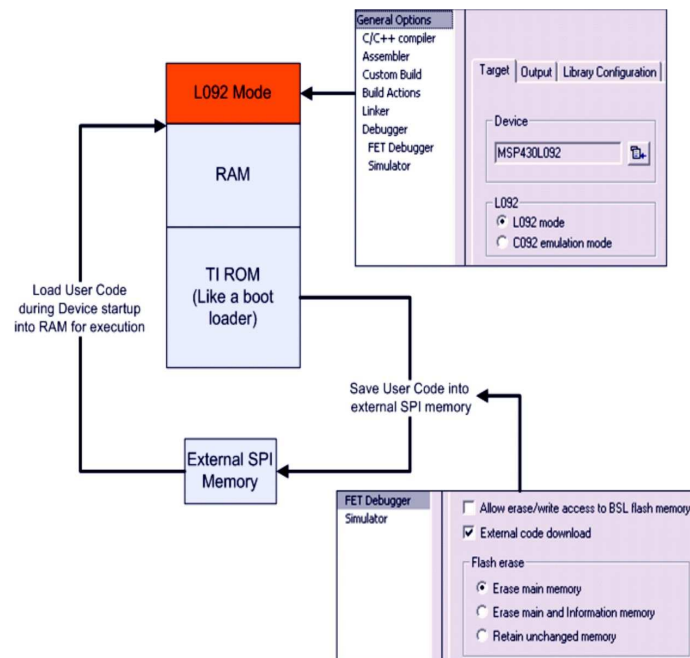 General Options
C/C++ compiler
Assembler
Custom Build
Build Actions
Linker
Debugger
FET Debugger
Simulator
Target
Output
Library Configuration
Device
MSP430L092
L092
L092 mode
C092 emulation mode
L092 Mode
RAM
TI ROM
(Like a boot
loader)
Load User Code
during Device startup
into RAM for execution
Save User Code into
external SPI memory
External SPI
Memory
FET Debugger
Simulator
Allow erase/write access to BSL flash memory
External code download
Flash erase
Erase main memory
Erase main and Information memory
Retain unchanged memory